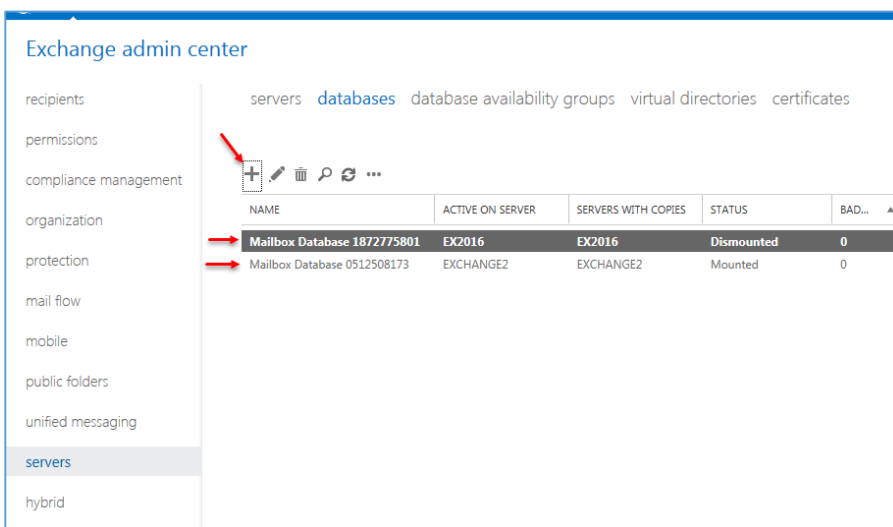 Exchange admin center
recipients
permissions
compliance management
organization
protection
mail flow
mobile
public folders
unified messaging
servers
hybrid
servers databases database availability groups virtual directories certificates
NAME ACTIVE ON SERVER SERVERS WITH COPIES STATUS BAD...
Mailbox Database 1872775801 EX2016 EX2016 Dismounted 0
Mailbox Database 0512508173 EXCHANGE2 EXCHANGE2 Mounted 0